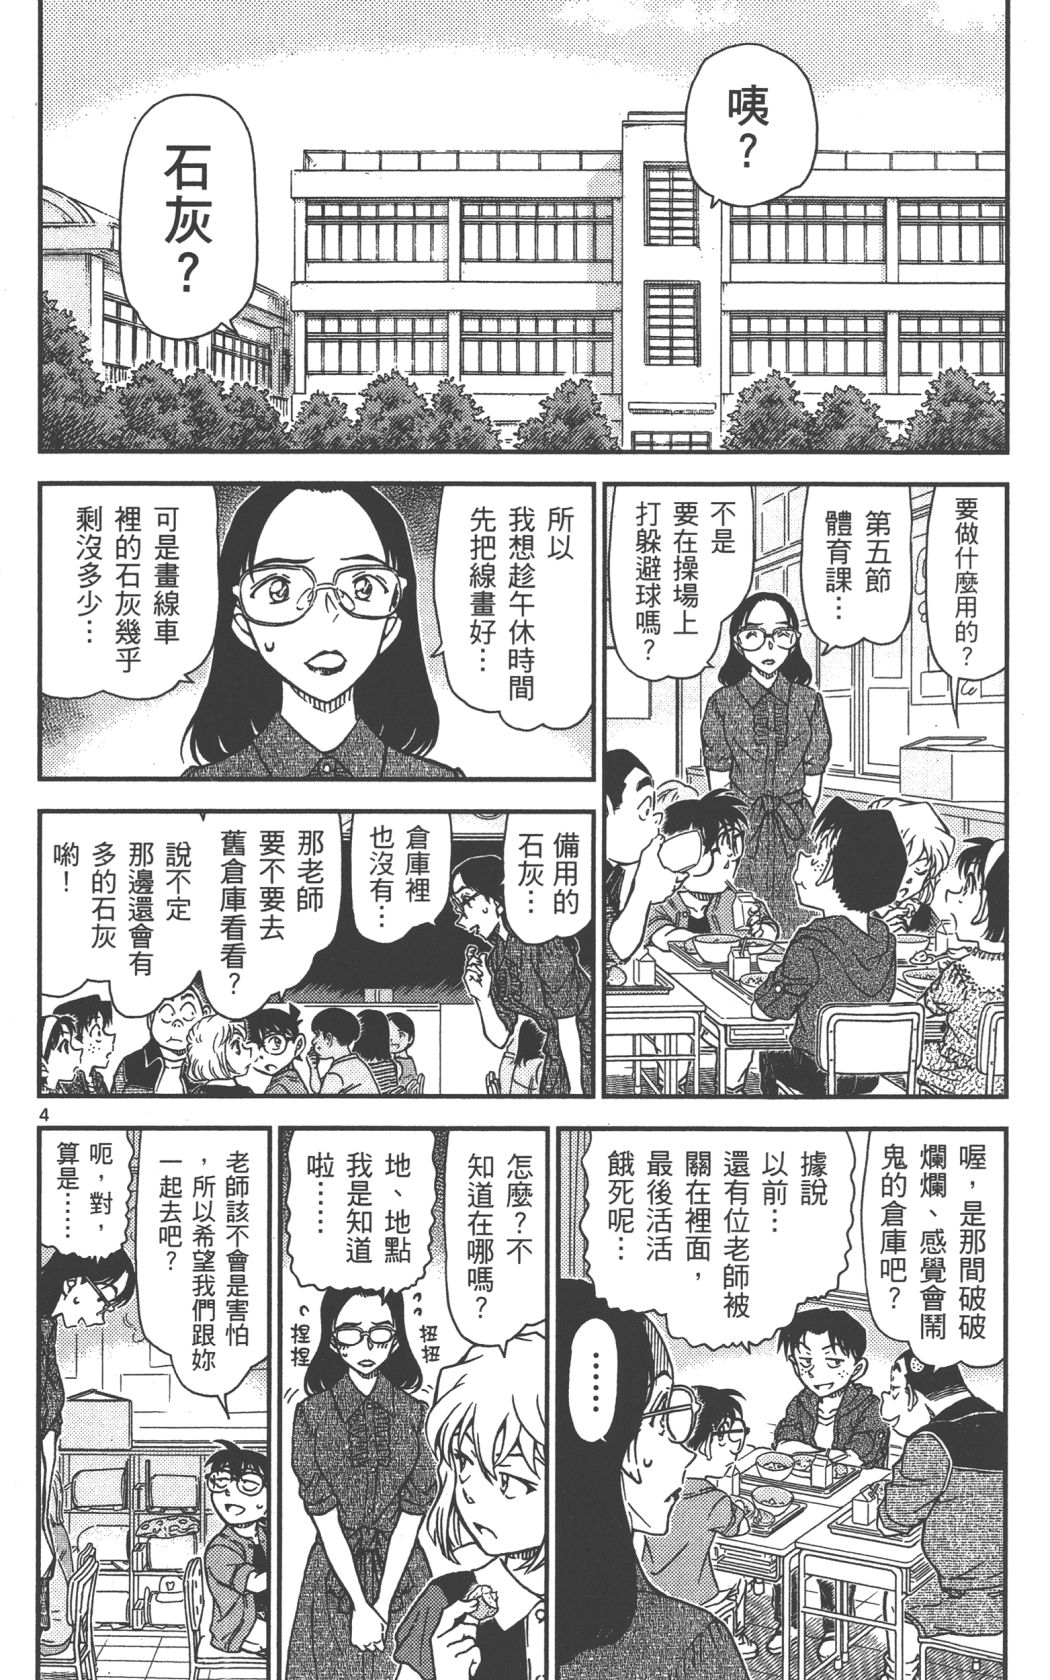 咦？
石灰？
要做什麼用的？
第五節
體育課…
不是
要在操場上
打躲避球嗎？
所以
我想趁午休時間
先把線畫好…
可是畫線車
裡的石灰幾乎
剩沒多少…
備用的
石灰…
倉庫裡
也沒有…
那老師
要不要去
舊倉庫看看？
說不定
那邊還會有
多的石灰
喲！
4
喔，是那間破破
爛爛、感覺會鬧
鬼的倉庫吧？
據說
以前…
還有位老師被
關在裡面，
最後活活
餓死呢…
……
怎麼？不
知道在哪嗎？
地、地點
我是知道
啦……
扭扭
捏捏
老師該不會是害怕
，所以希望我們跟妳
一起去吧？
呃，對，
算是……